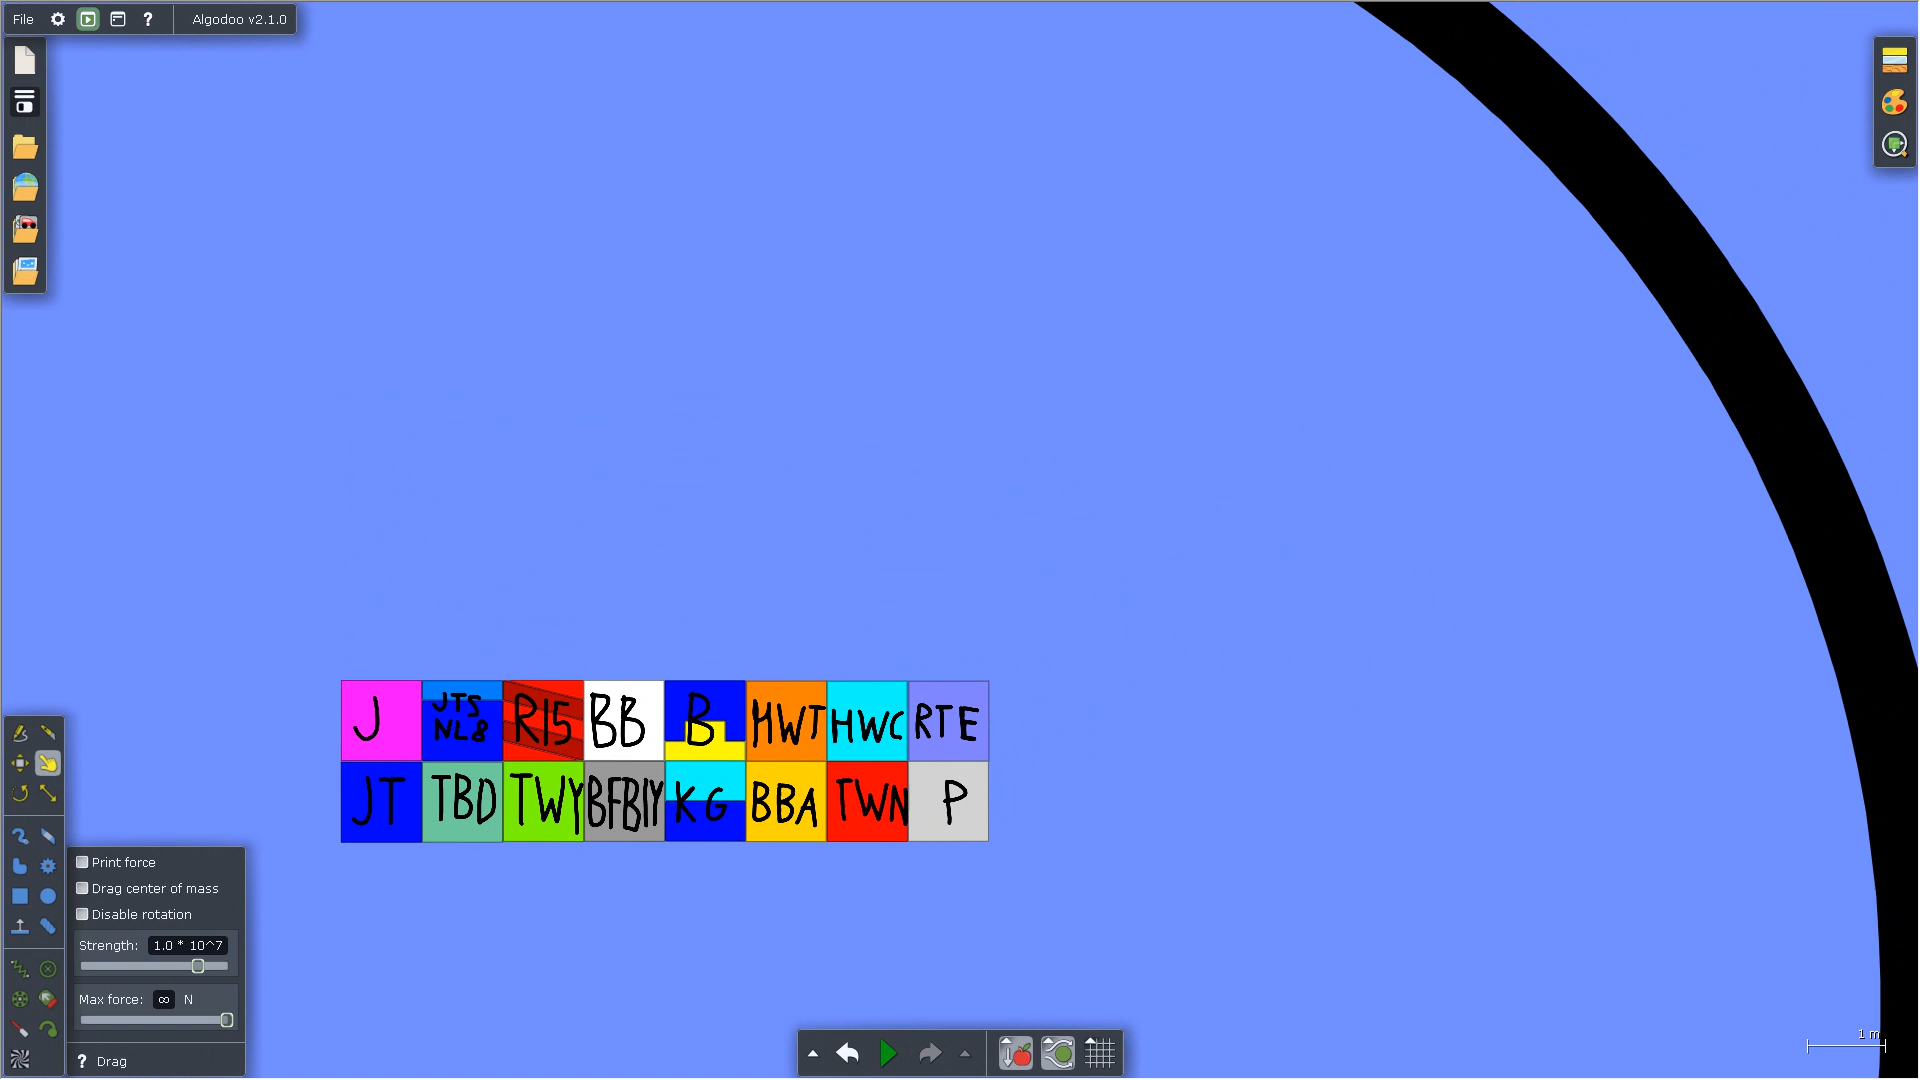 File ? Algodoo v2.1.0
J JTS NL8 R15 BB B HWT HWC RTE
JT TBD TWY BFB1Y KG BBA TWN P
Print force
Drag center of mass
Disable rotation
Strength: 1.0 * 10^7
Max force: ∞ N
? Drag
1 m